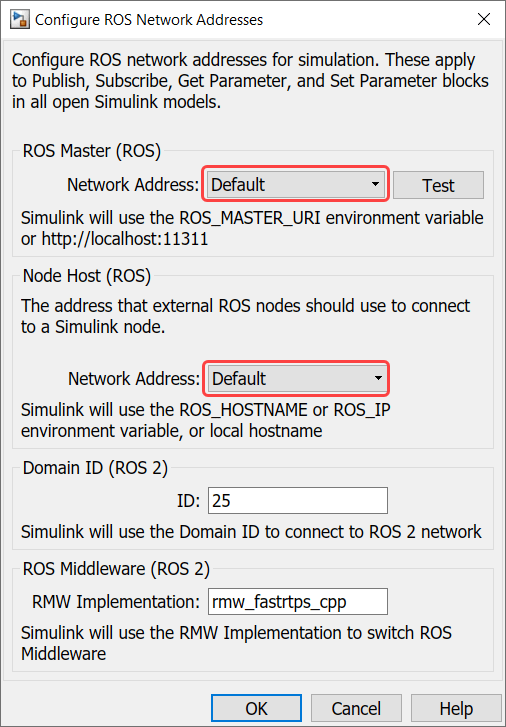 Configure ROS Network Addresses
Configure ROS network addresses for simulation. These apply
to Publish, Subscribe, Get Parameter, and Set Parameter blocks
in all open Simulink models.
ROS Master (ROS)
Network Address: Default Test
Simulink will use the ROS_MASTER_URI environment variable
or http://localhost:11311
Node Host (ROS)
The address that external ROS nodes should use to connect
to a Simulink node.
Network Address: Default
Simulink will use the ROS_HOSTNAME or ROS_IP
environment variable, or local hostname
Domain ID (ROS 2)
ID: 25
Simulink will use the Domain ID to connect to ROS 2 network
ROS Middleware (ROS 2)
RMW Implementation: rmw_fastrtps_cpp
Simulink will use the RMW Implementation to switch ROS
Middleware
OK Cancel Help